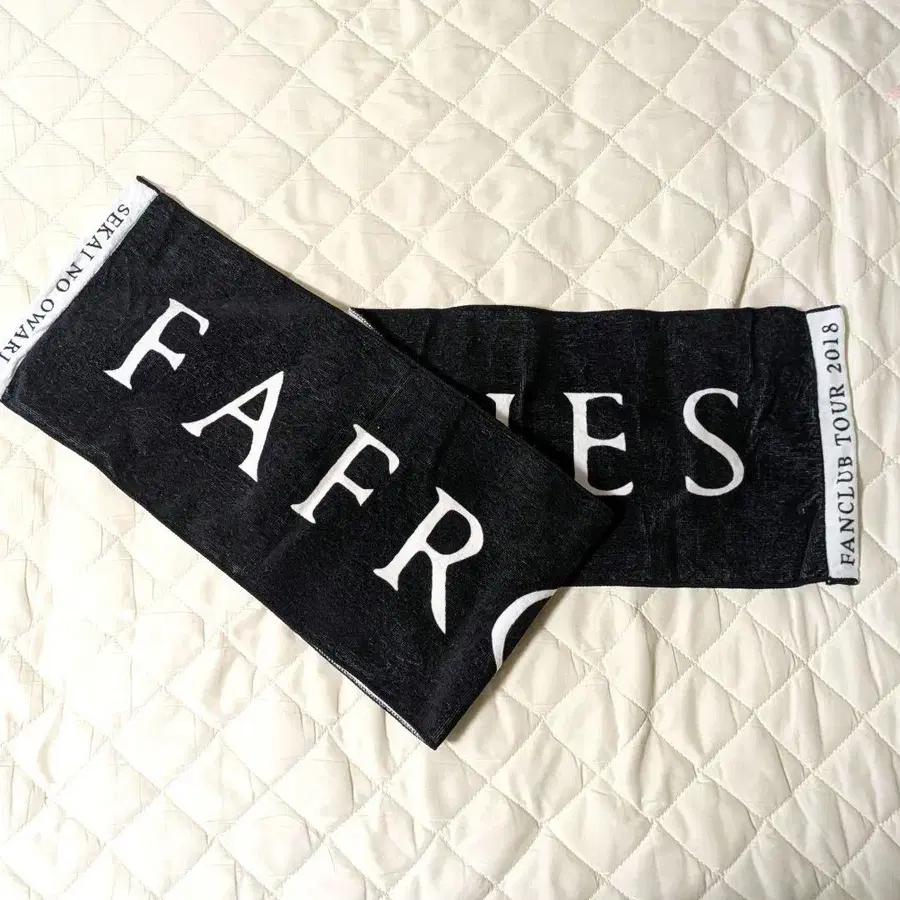 SEKAI NO OWARI
FAFR
IES
FANCLUB TOUR 2018